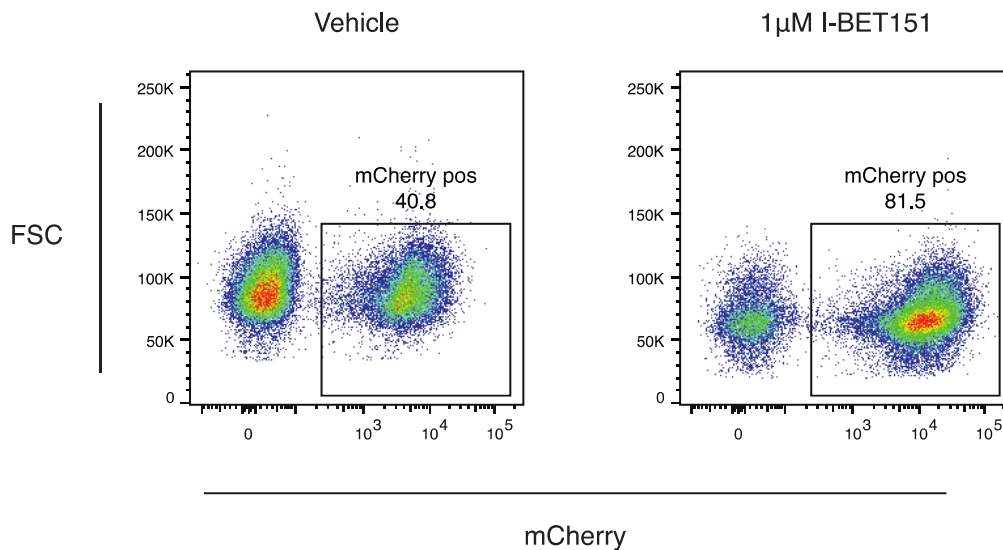 Vehicle
1μM I-BET151
250K
200K
150K
100K
50K
0
mCherry pos
40.8
0
10³
10⁴
10⁵
250K
200K
150K
100K
50K
0
mCherry pos
81.5
0
10³
10⁴
10⁵
FSC
mCherry